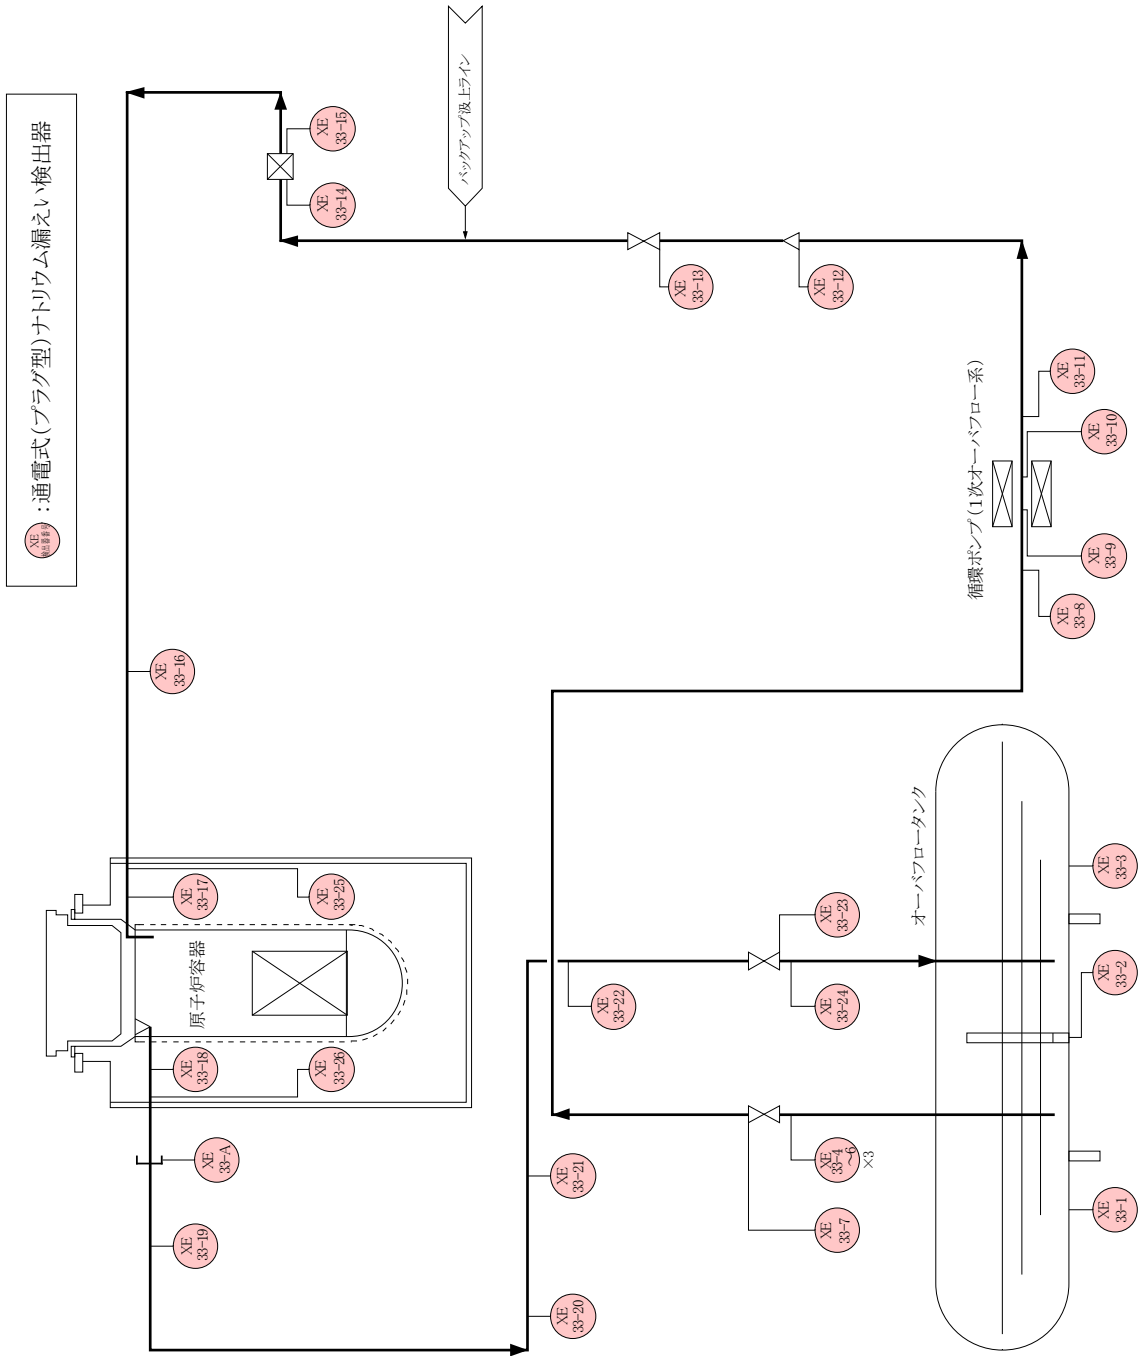 XE
検出器番号
:通電式(プラグ型)ナトリウム漏えい検出器
XE
33-19
XE
33-A
XE
33-18
XE
33-26
原子炉容器
XE
33-17
XE
33-25
XE
33-16
XE
33-14
XE
33-15
バックアップ汲上ライン
XE
33-20
XE
33-21
XE
33-22
XE
33-13
XE
33-12
XE
33-7
XE
33-4
~6
×3
XE
33-24
XE
33-23
オーバフロータンク
循環ポンプ(1次オーバフロー系)
XE
33-8
XE
33-9
XE
33-10
XE
33-11
XE
33-1
XE
33-2
XE
33-3